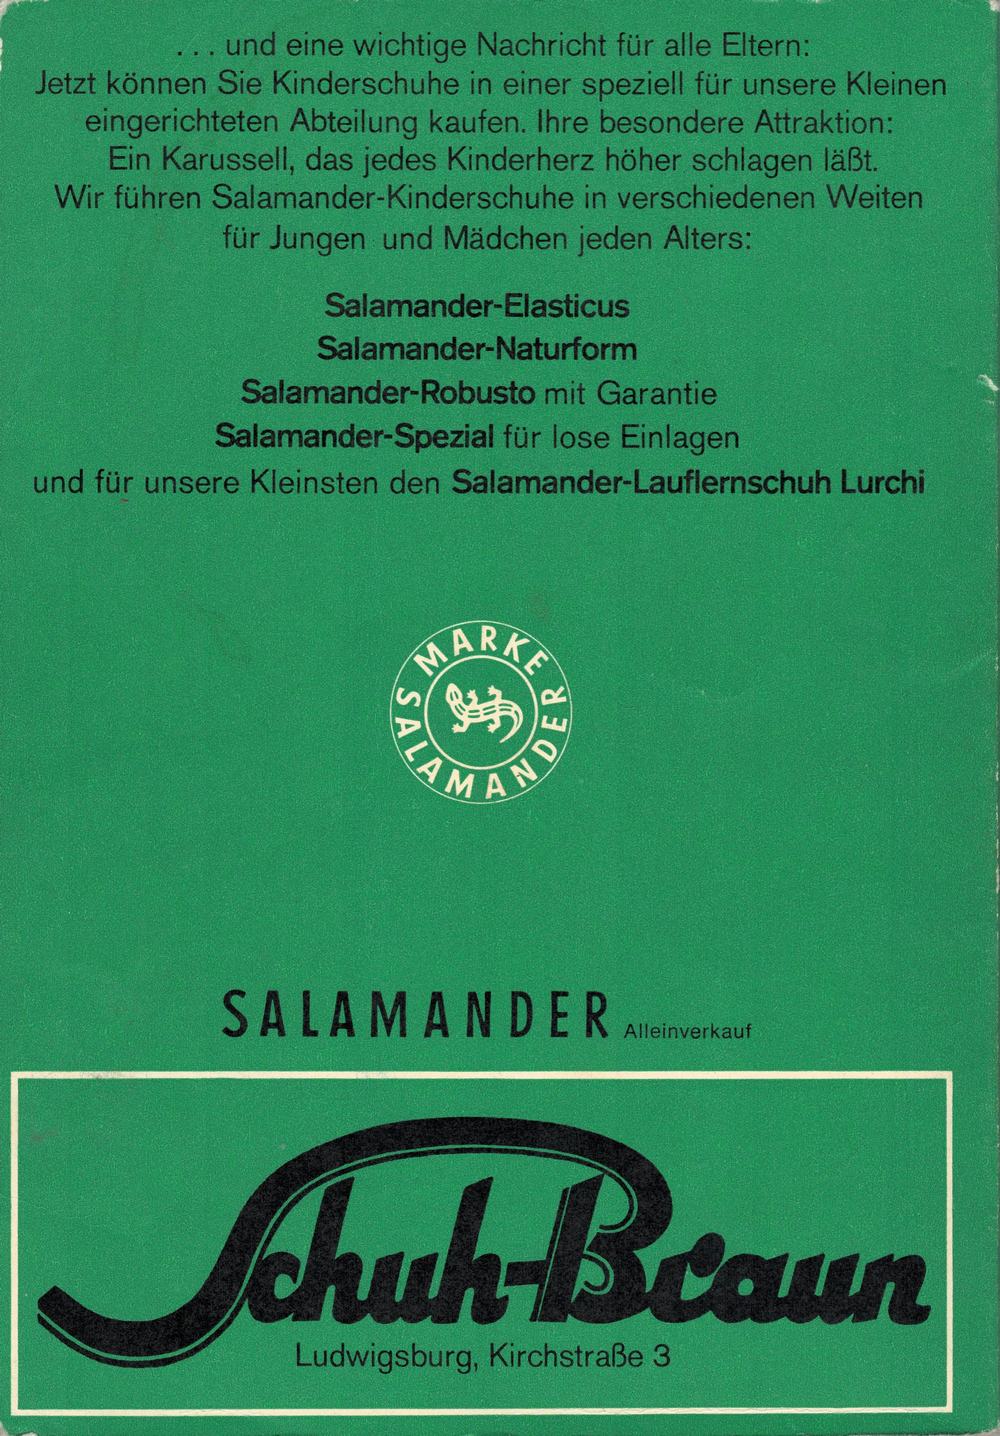 ... und eine wichtige Nachricht für alle Eltern:
Jetzt können Sie Kinderschuhe in einer speziell für unsere Kleinen
eingerichteten Abteilung kaufen. Ihre besondere Attraktion:
Ein Karussell, das jedes Kinderherz höher schlagen läßt.
Wir führen Salamander-Kinderschuhe in verschiedenen Weiten
für Jungen und Mädchen jeden Alters:
Salamander-Elasticus
Salamander-Naturform
Salamander-Robusto mit Garantie
Salamander-Spezial für lose Einlagen
und für unsere Kleinsten den Salamander-Lauflernschuh Lurchi
MARKE
SALAMANDER
SALAMANDER Alleinverkauf
Schuh-Braun
Ludwigsburg, Kirchstraße 3